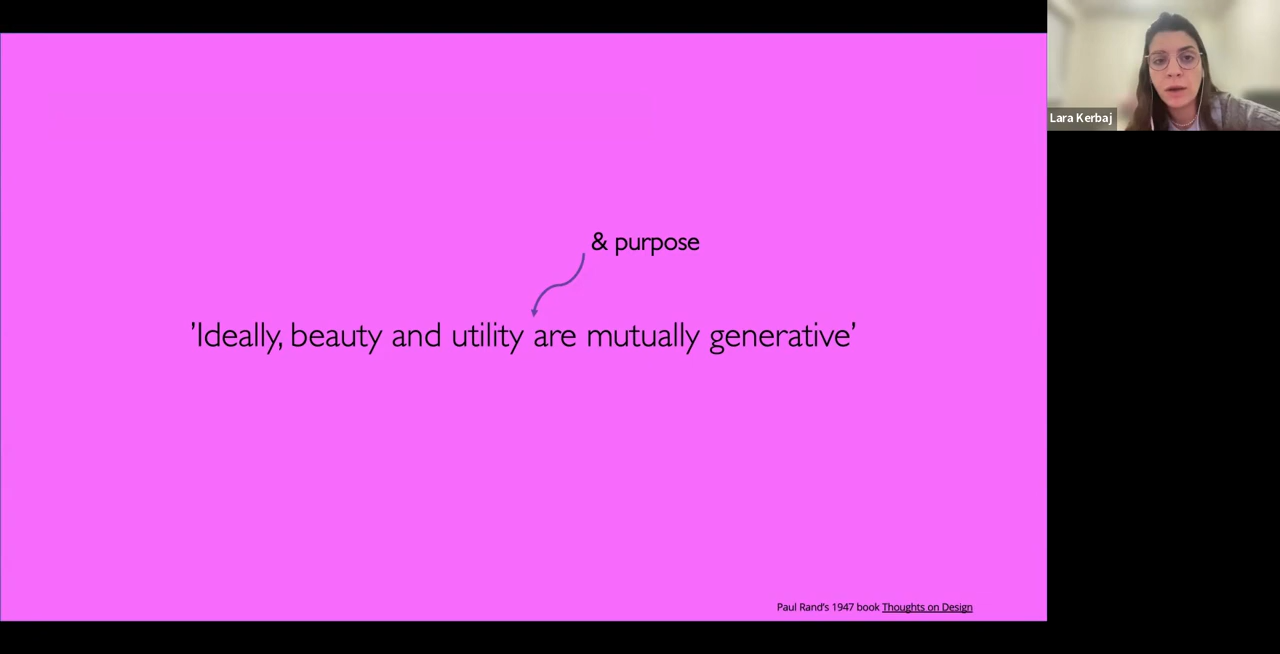 & purpose
’Ideally, beauty and utility are mutually generative’
Paul Rand’s 1947 book Thoughts on Design
Lara Kerbaj